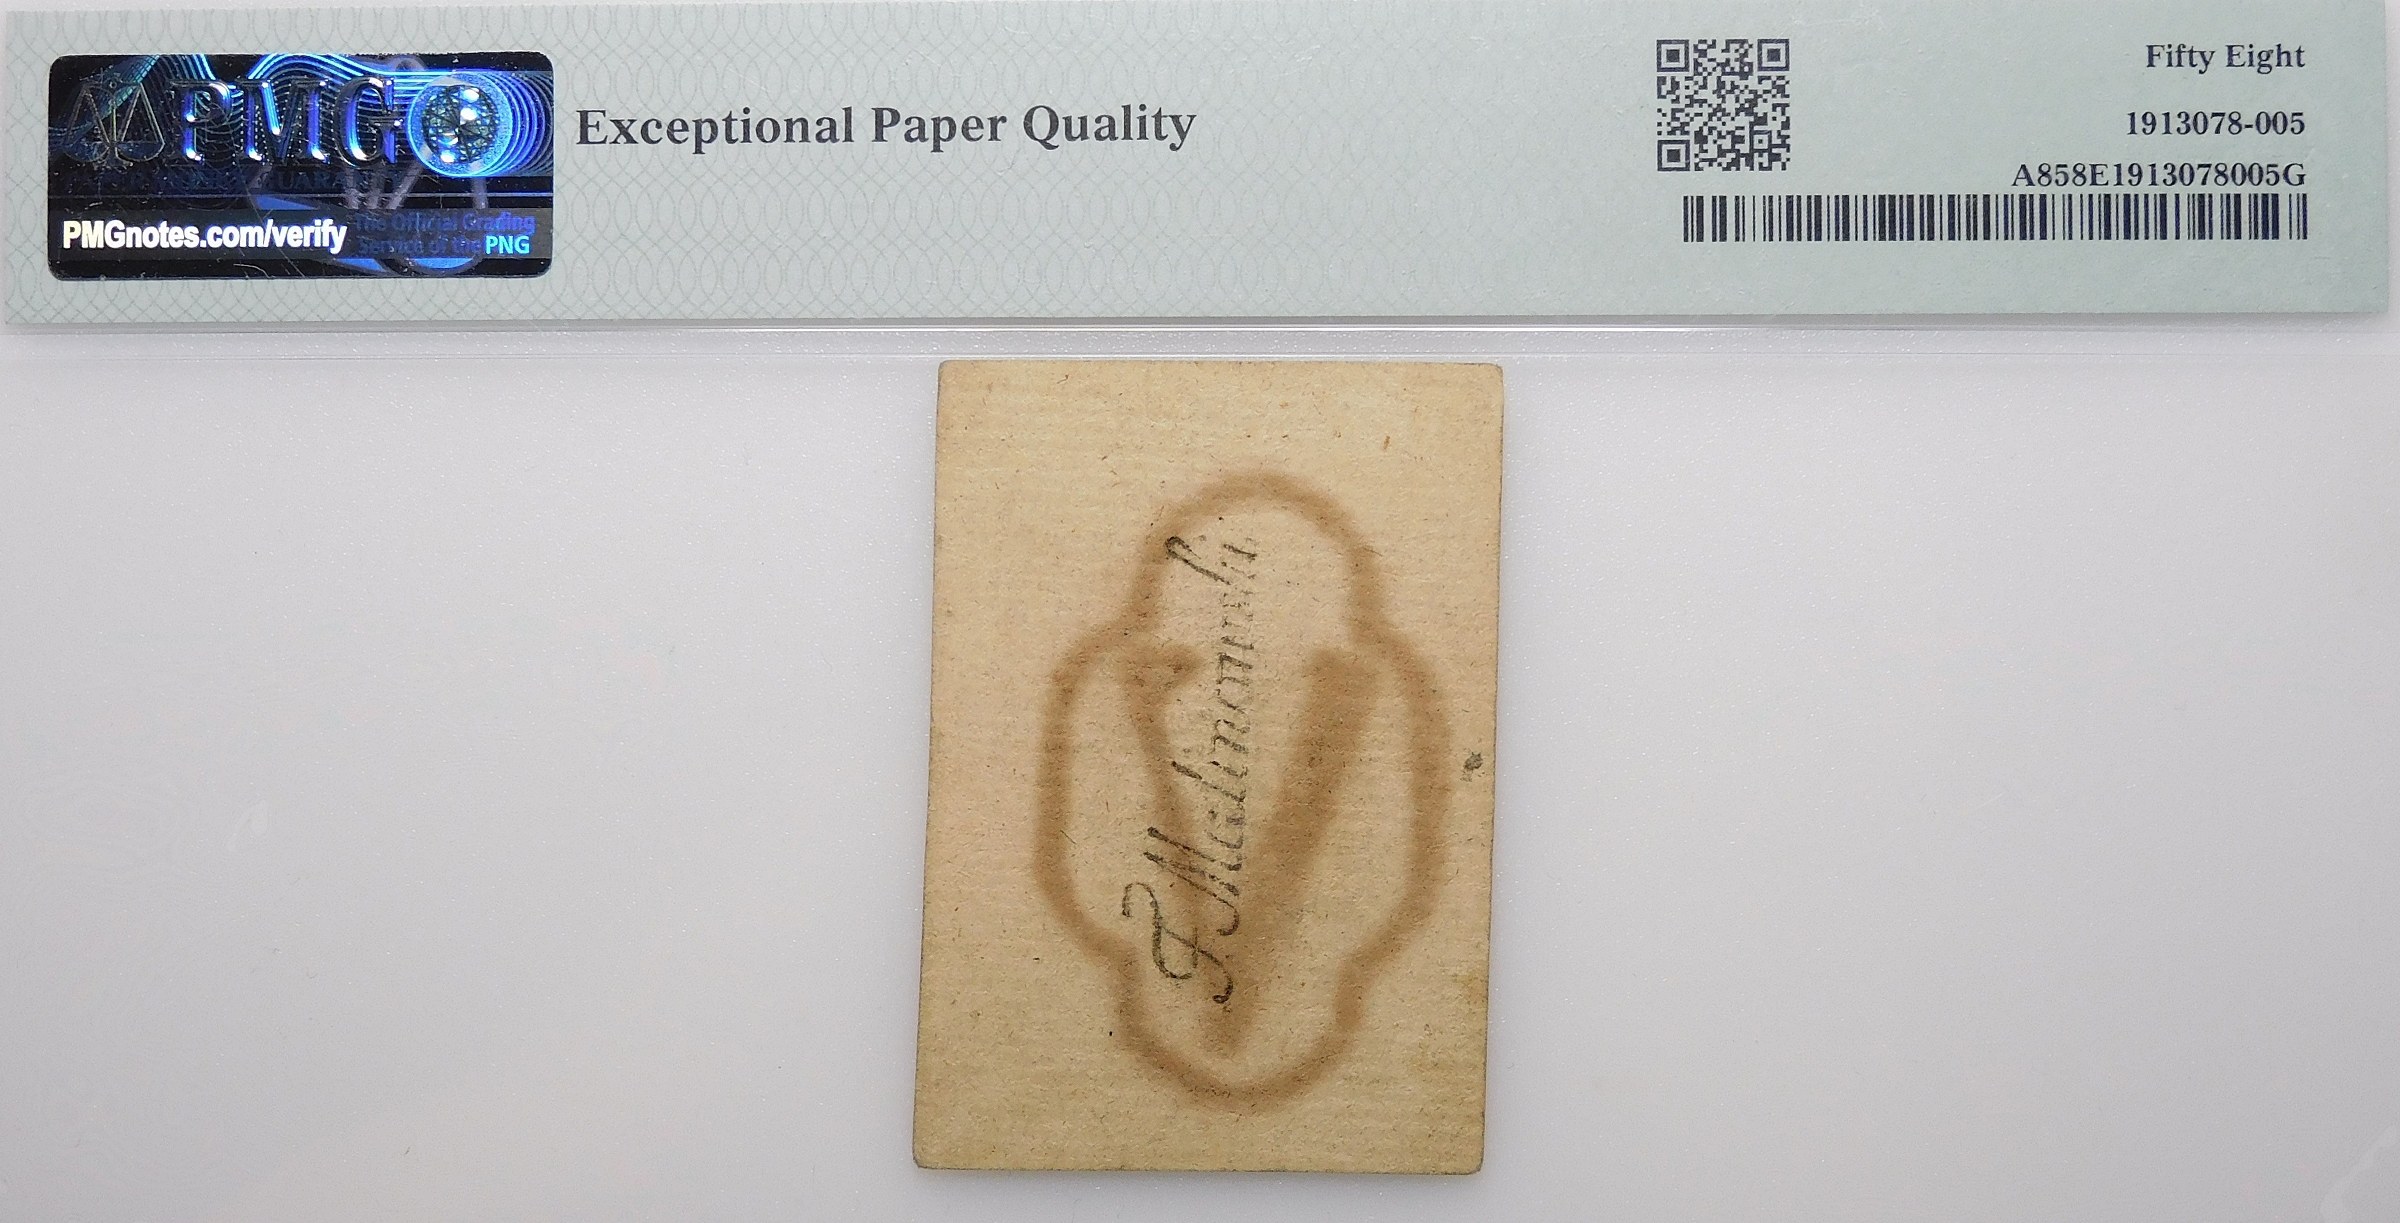 PMG
PMGnotes.com/verify
The Official Grading
Service of the PNG
Exceptional Paper Quality
Fifty Eight
1913078-005
A858E1913078005G
F Malinowski
V